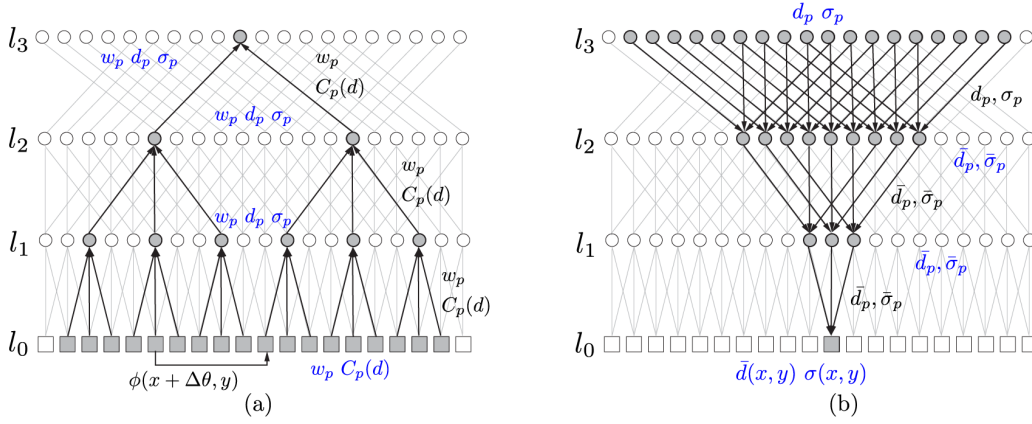 l₃
w_p d_p σ_p
w_p
C_p(d)
w_p d_p σ_p
l₂
w_p
C_p(d)
w_p d_p σ_p
l₁
w_p
C_p(d)
l₀
ϕ(x + Δθ, y)
w_p C_p(d)
(a)
d_p σ_p
l₃
d_p, σ_p
l₂
d̄_p, σ̄_p
d̄_p, σ̄_p
l₁
d̄_p, σ̄_p
d̄_p, σ̄_p
l₀
d̄(x, y) σ(x, y)
(b)